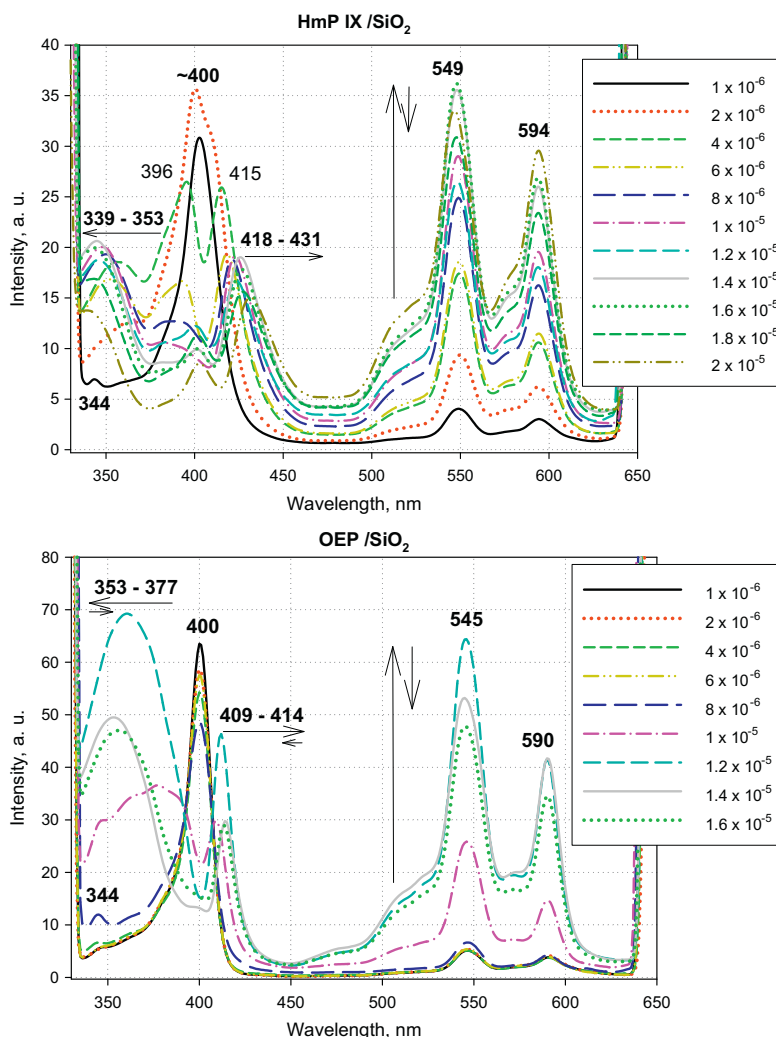 HmP IX /SiO₂
Intensity, a. u.
40
35
30
25
20
15
10
5
0
~400
396
415
339 - 353
418 - 431
344
549
594
350 400 450 500 550 600 650
Wavelength, nm
1 x 10⁻⁶
2 x 10⁻⁶
4 x 10⁻⁶
6 x 10⁻⁶
8 x 10⁻⁶
1 x 10⁻⁵
1.2 x 10⁻⁵
1.4 x 10⁻⁵
1.6 x 10⁻⁵
1.8 x 10⁻⁵
2 x 10⁻⁵
OEP /SiO₂
Intensity, a. u.
80
70
60
50
40
30
20
10
0
353 - 377
400
409 - 414
344
545
590
350 400 450 500 550 600 650
Wavelength, nm
1 x 10⁻⁶
2 x 10⁻⁶
4 x 10⁻⁶
6 x 10⁻⁶
8 x 10⁻⁶
1 x 10⁻⁵
1.2 x 10⁻⁵
1.4 x 10⁻⁵
1.6 x 10⁻⁵